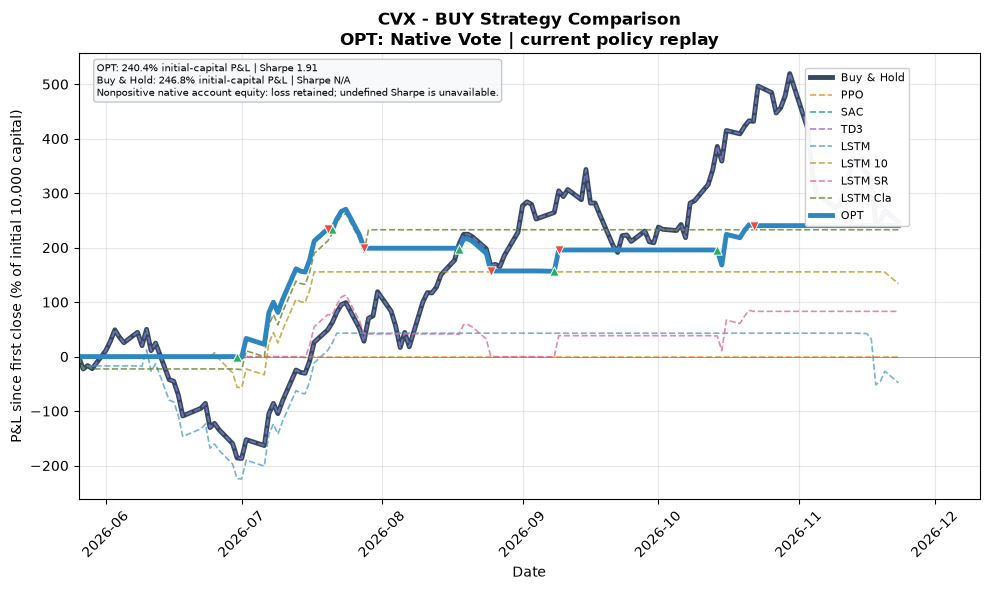 CVX - BUY Strategy Comparison
OPT: Native Vote | current policy replay
OPT: 240.4% initial-capital P&L | Sharpe 1.91
Buy & Hold: 246.8% initial-capital P&L | Sharpe N/A
Nonpositive native account equity: loss retained; undefined Sharpe is unavailable.
Buy & Hold
PPO
SAC
TD3
LSTM
LSTM 10
LSTM SR
LSTM Cla
OPT
P&L since first close (% of initial 10,000 capital)
500
400
300
200
100
0
−100
−200
2026-06
2026-07
2026-08
2026-09
2026-10
2026-11
2026-12
Date